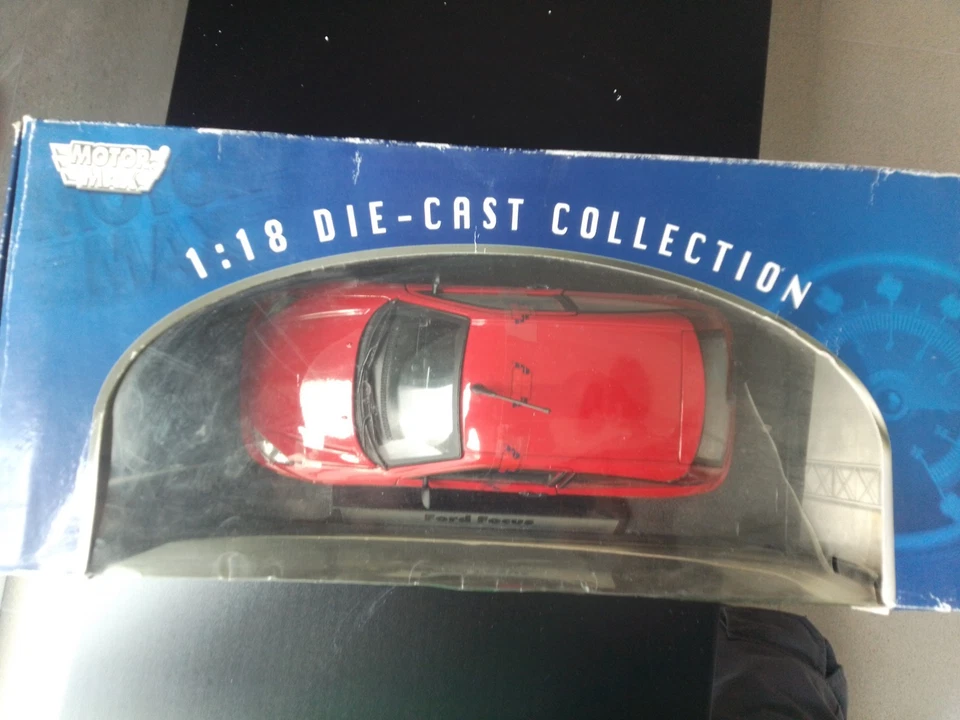 MOTOR
MAX
1:18 DIE-CAST COLLECTION
Ford Focus